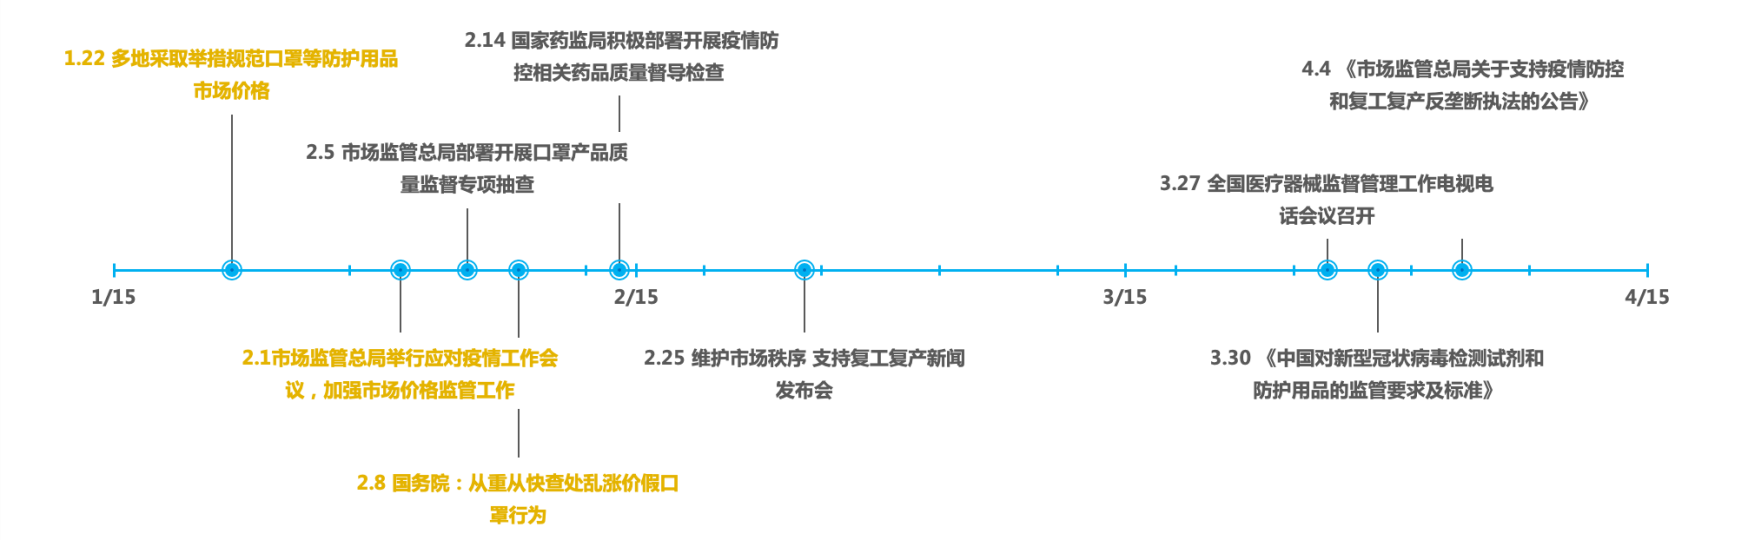 1.22 多地采取举措规范口罩等防护用品
市场价格
2.14 国家药监局积极部署开展疫情防
控相关药品质量督导检查
2.5 市场监管总局部署开展口罩产品质
量监督专项抽查
4.4 《市场监管总局关于支持疫情防控
和复工复产反垄断执法的公告》
3.27 全国医疗器械监督管理工作电视电
话会议召开
1/15
2/15
3/15
4/15
2.1市场监管总局举行应对疫情工作会
议，加强市场价格监管工作
2.8 国务院：从重从快查处乱涨价假口
罩行为
2.25 维护市场秩序 支持复工复产新闻
发布会
3.30 《中国对新型冠状病毒检测试剂和
防护用品的监管要求及标准》